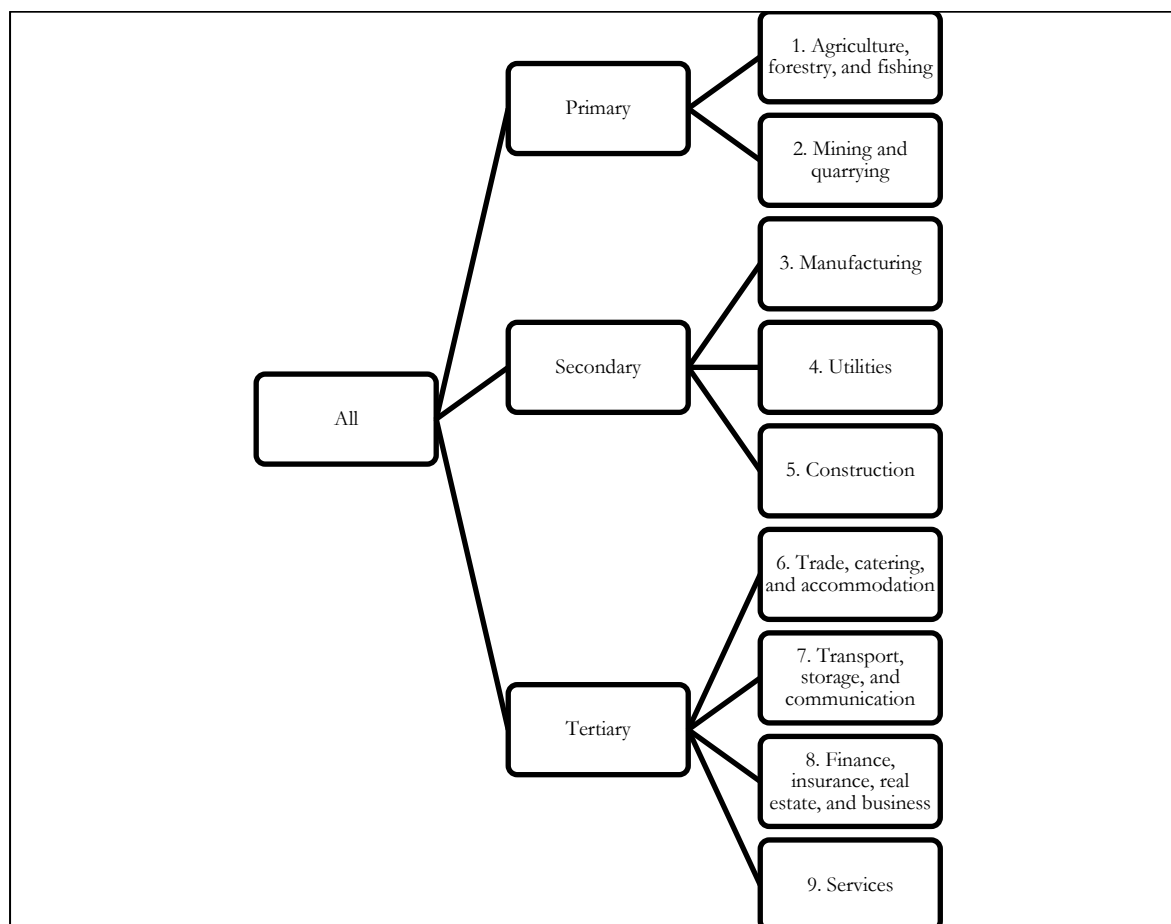 All
Primary
1. Agriculture,
forestry, and fishing
2. Mining and
quarrying
Secondary
3. Manufacturing
4. Utilities
5. Construction
Tertiary
6. Trade, catering,
and accommodation
7. Transport,
storage, and
communication
8. Finance,
insurance, real
estate, and business
9. Services